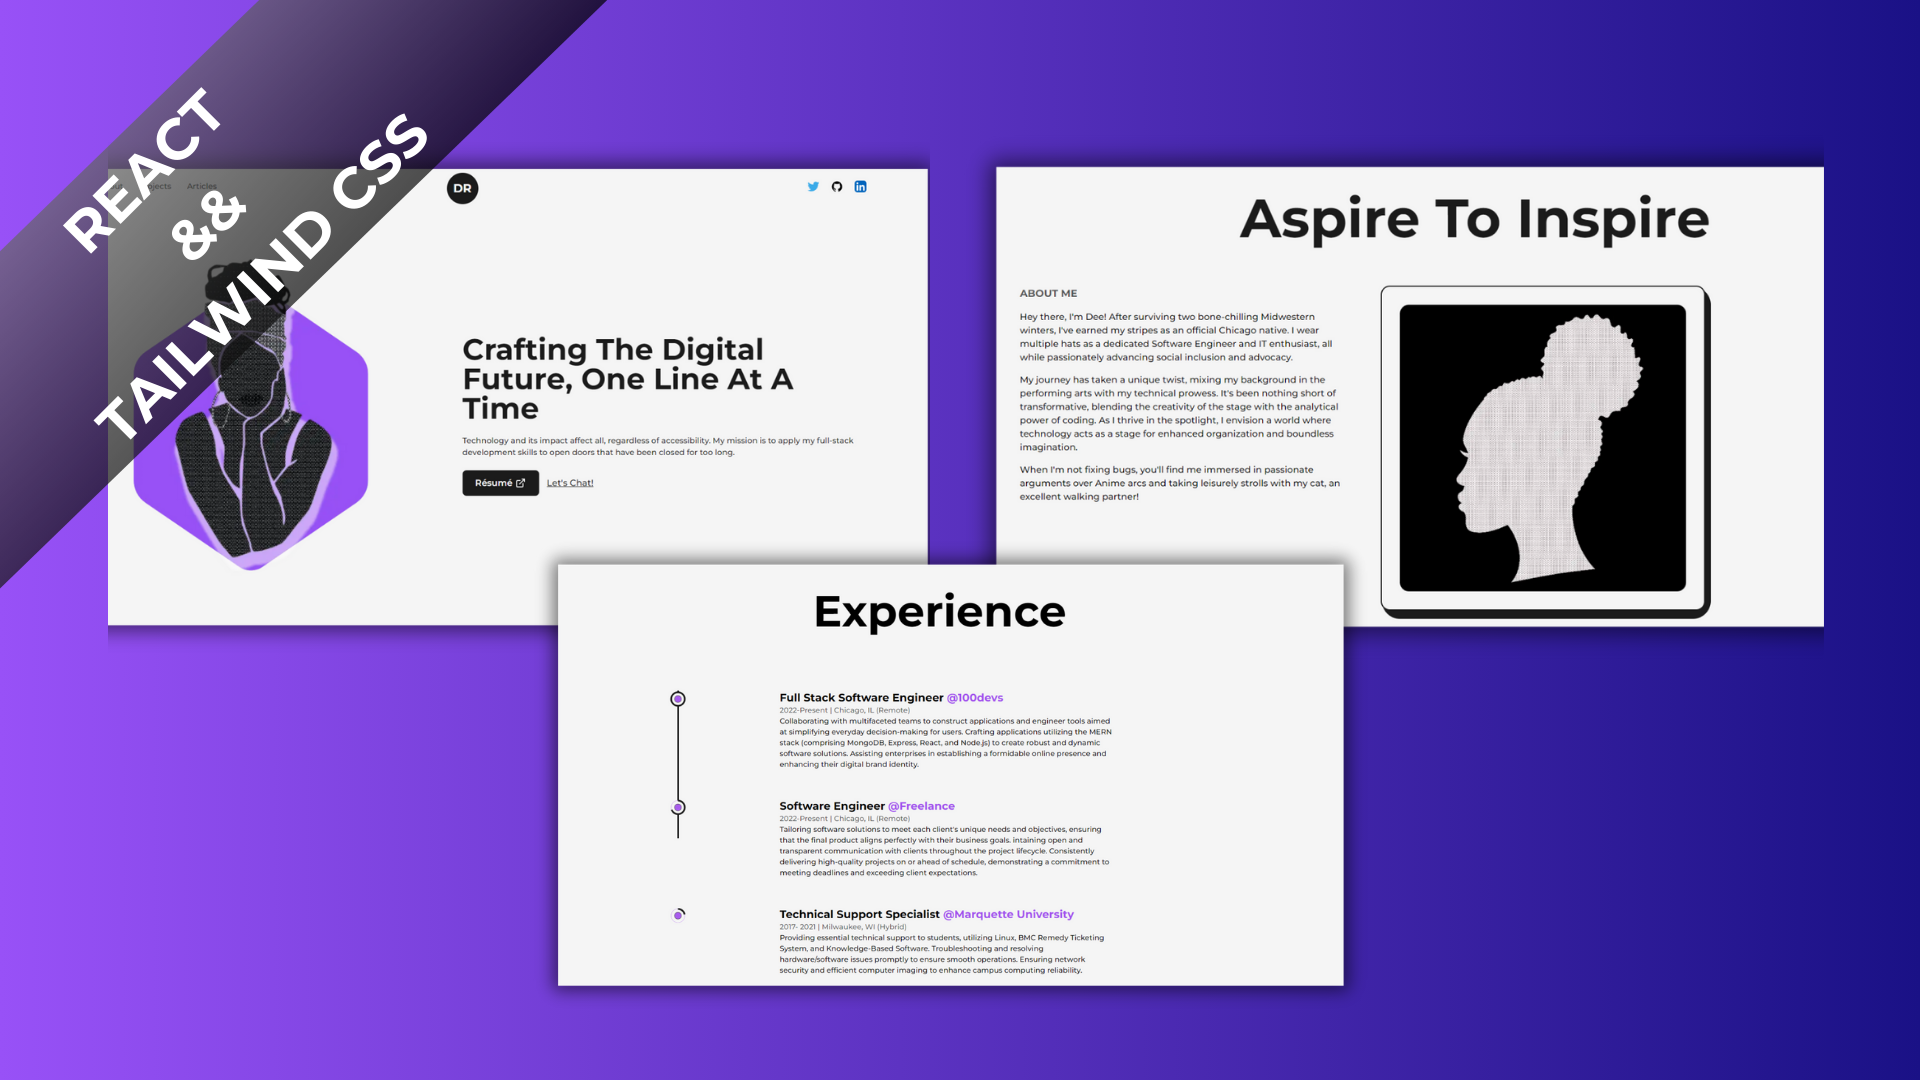 REACT
&&
TAILWIND CSS
Articles
DR
Crafting The Digital
Future, One Line At A
Time
Technology and its impact affect all, regardless of accessibility. My mission is to apply my full-stack
development skills to open doors that have been closed for too long.
Résumé
Let's Chat!
Aspire To Inspire
ABOUT ME
Hey there, I'm Dee! After surviving two bone-chilling Midwestern
winters, I've earned my stripes as an official Chicago native. I wear
multiple hats as a dedicated Software Engineer and IT enthusiast, all
while passionately advancing social inclusion and advocacy.
My journey has taken a unique twist, mixing my background in the
performing arts with my technical prowess. It's been nothing short of
transformative, blending the creativity of the stage with the analytical
power of coding. As I thrive in the spotlight, I envision a world where
technology acts as a stage for enhanced organization and boundless
imagination.
When I'm not fixing bugs, you'll find me immersed in passionate
arguments over Anime arcs and taking leisurely strolls with my cat, an
excellent walking partner!
Experience
Full Stack Software Engineer @100devs
2022-Present | Chicago, IL (Remote)
Collaborating with multifaceted teams to construct applications and engineer tools aimed
at simplifying everyday decision-making for users. Crafting applications utilizing the MERN
stack (comprising MongoDB, Express, React, and Node.js) to create robust and dynamic
software solutions. Assisting enterprises in establishing a formidable online presence and
enhancing their digital brand identity.
Software Engineer @Freelance
2022-Present | Chicago, IL (Remote)
Tailoring software solutions to meet each client's unique needs and objectives, ensuring
that the final product aligns perfectly with their business goals. intaining open and
transparent communication with clients throughout the project lifecycle. Consistently
delivering high-quality projects on or ahead of schedule, demonstrating a commitment to
meeting deadlines and exceeding client expectations.
Technical Support Specialist @Marquette University
2017- 2021 | Milwaukee, WI (Hybrid)
Providing essential technical support to students, utilizing Linux, BMC Remedy Ticketing
System, and Knowledge-Based Software. Troubleshooting and resolving
hardware/software issues promptly to ensure smooth operations. Ensuring network
security and efficient computer imaging to enhance campus computing reliability.